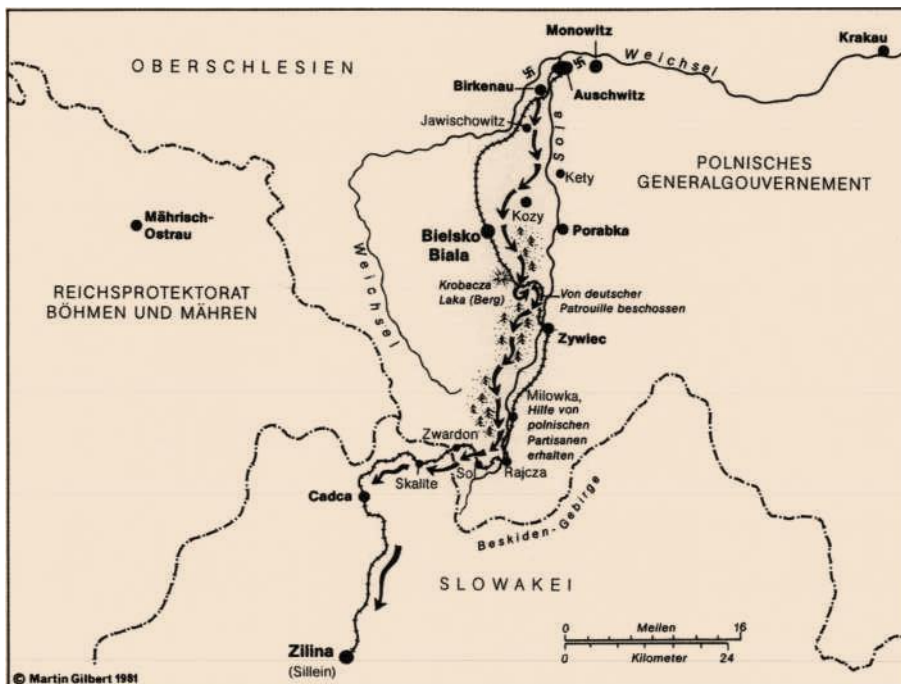 Monowitz
Krakau
Weichsel
OBERSCHLESIEN
Birkenau
Auschwitz
Jawischowitz
Sola
POLNISCHES
GENERALGOUVERNEMENT
Kety
Mährisch-
Ostrau
Kozy
Bielsko
Biala
Porabka
Weichsel
Krobacza
Laka (Berg)
Von deutscher
Patrouille beschossen
REICHSPROTEKTORAT
BÖHMEN UND MÄHREN
Zywiec
Milowka,
Hilfe von
polnischen
Partisanen
erhalten
Zwardon
Sol
Rajcza
Skalite
Cadca
Beskiden-Gebirge
SLOWAKEI
0 Meilen 16
0 Kilometer 24
Zilina
(Sillein)
© Martin Gilbert 1981